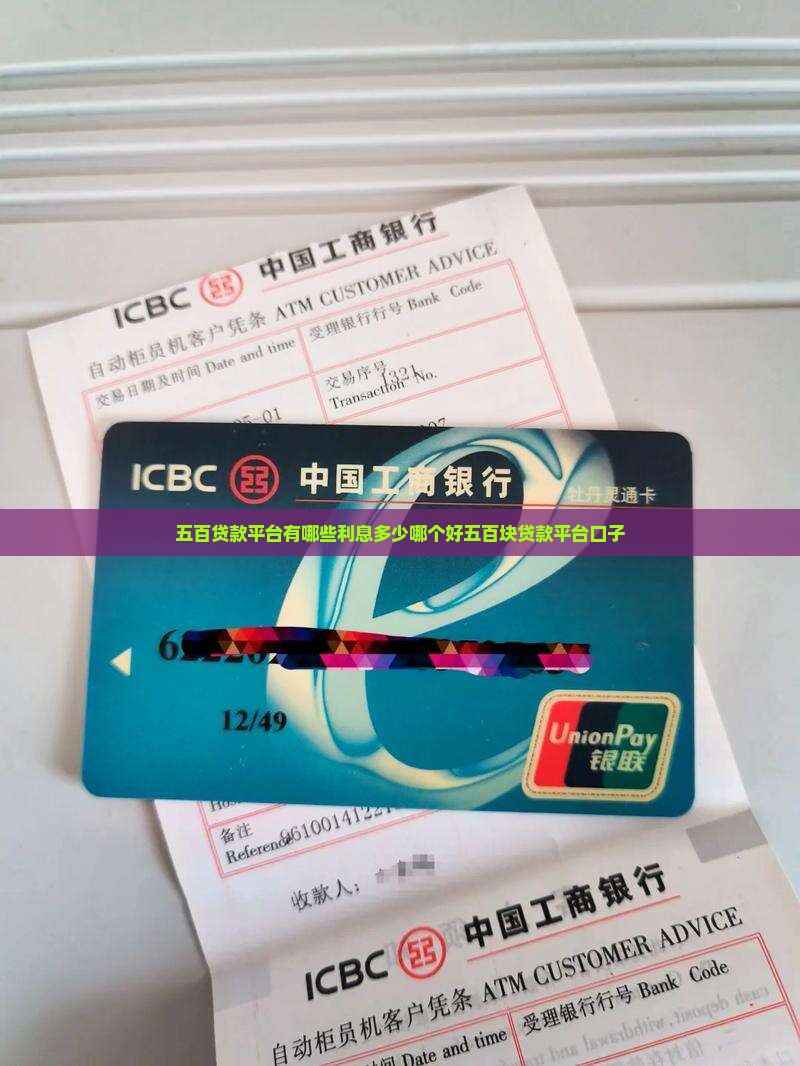 ICBC 中国工商银行
自动柜员机客户凭条 ATM CUSTOMER ADVICE
交易日期及时间 Date and time
受理银行行号 Bank Code
交易序号
Transaction No.
1321
05-01
ICBC 中国工商银行
牡丹灵通卡
五百贷款平台有哪些利息多少哪个好五百块贷款平台口子
12/49
UnionPay
银联
备注
Reference
收款人：
ICBC 中国工商银行
自动柜员机客户凭条 ATM CUSTOMER ADVICE
Date and time
受理银行行号 Bank Code